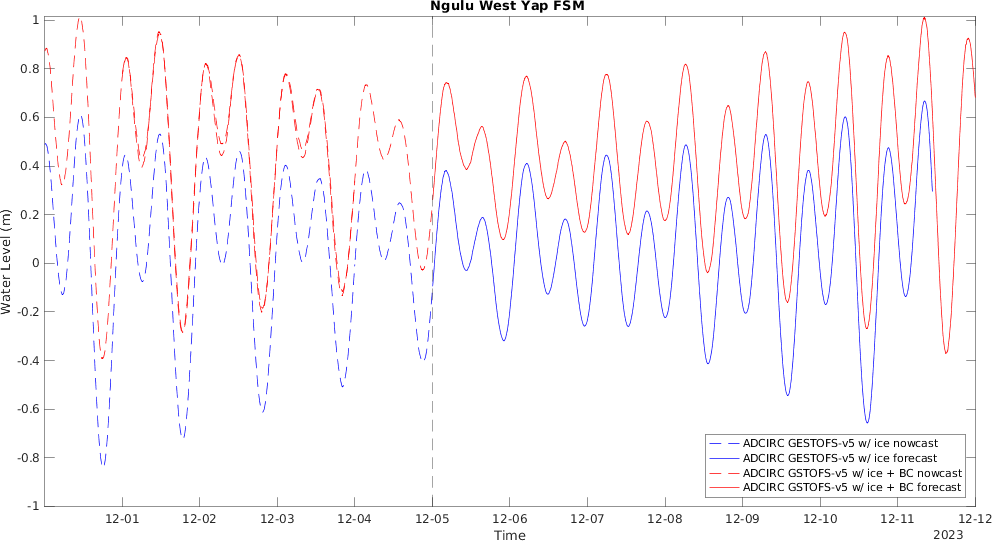 Ngulu West Yap FSM
1
0.8
0.6
0.4
0.2
0
-0.2
-0.4
-0.6
-0.8
-1
Water Level (m)
ADCIRC GESTOFS-v5 w/ ice nowcast
ADCIRC GESTOFS-v5 w/ ice forecast
ADCIRC GSTOFS-v5 w/ ice + BC nowcast
ADCIRC GSTOFS-v5 w/ ice + BC forecast
12-01 12-02 12-03 12-04 12-05 12-06 12-07 12-08 12-09 12-10 12-11 12-12
Time
2023